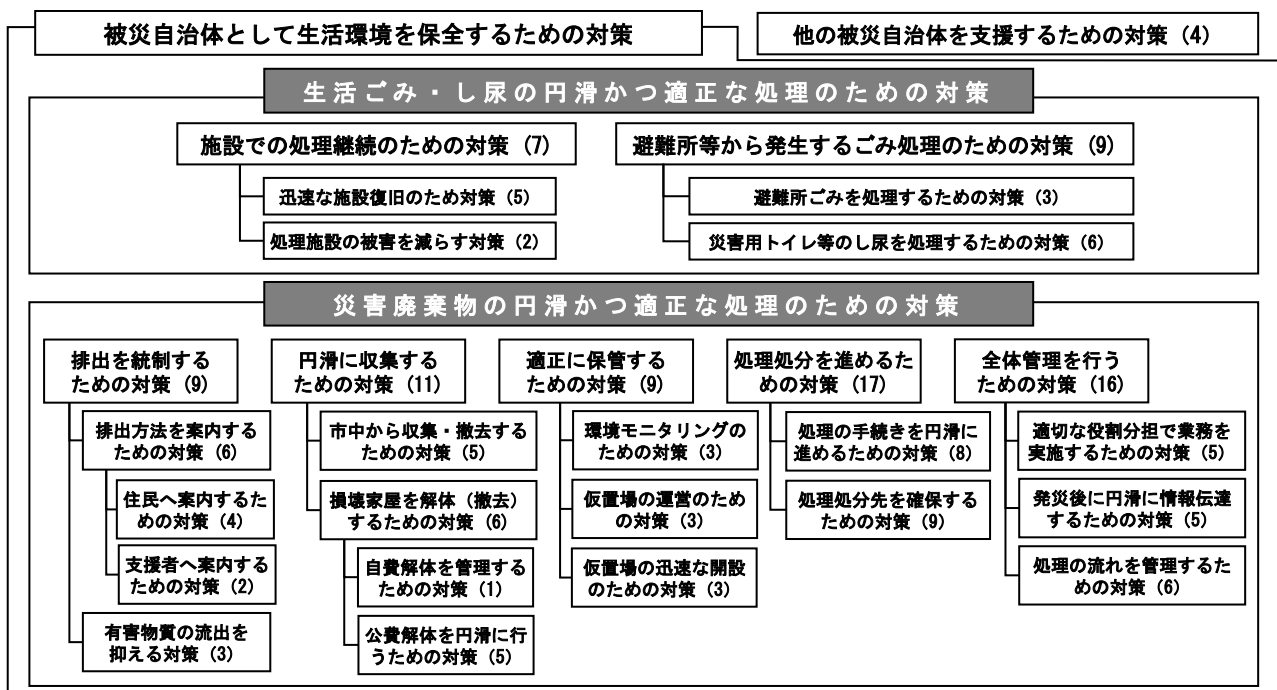 被災自治体として生活環境を保全するための対策
他の被災自治体を支援するための対策（4）
生活ごみ・し尿の円滑かつ適正な処理のための対策
施設での処理継続のための対策（7）
迅速な施設復旧のため対策（5）
処理施設の被害を減らす対策（2）
避難所等から発生するごみ処理のための対策（9）
避難所ごみを処理するための対策（3）
災害用トイレ等のし尿を処理するための対策（6）
災害廃棄物の円滑かつ適正な処理のための対策
排出を統制する
ための対策（9）
排出方法を案内する
ための対策（6）
住民へ案内するた
めの対策（4）
支援者へ案内する
ための対策（2）
有害物質の流出を
抑える対策（3）
円滑に収集する
ための対策（11）
市中から収集・撤去する
ための対策（5）
損壊家屋を解体（撤去）
するための対策（6）
自費解体を管理する
ための対策（1）
公費解体を円滑に行
うための対策（5）
適正に保管する
ための対策（9）
環境モニタリングの
ための対策（3）
仮置場の運営のため
の対策（3）
仮置場の迅速な開設
のための対策（3）
処理処分を進めるた
めの対策（17）
処理の手続きを円滑に
進めるための対策（8）
処理処分先を確保する
ための対策（9）
全体管理を行う
ための対策（16）
適切な役割分担で業務を
実施するための対策（5）
発災後に円滑に情報伝達
するための対策（5）
処理の流れを管理するた
めの対策（6）